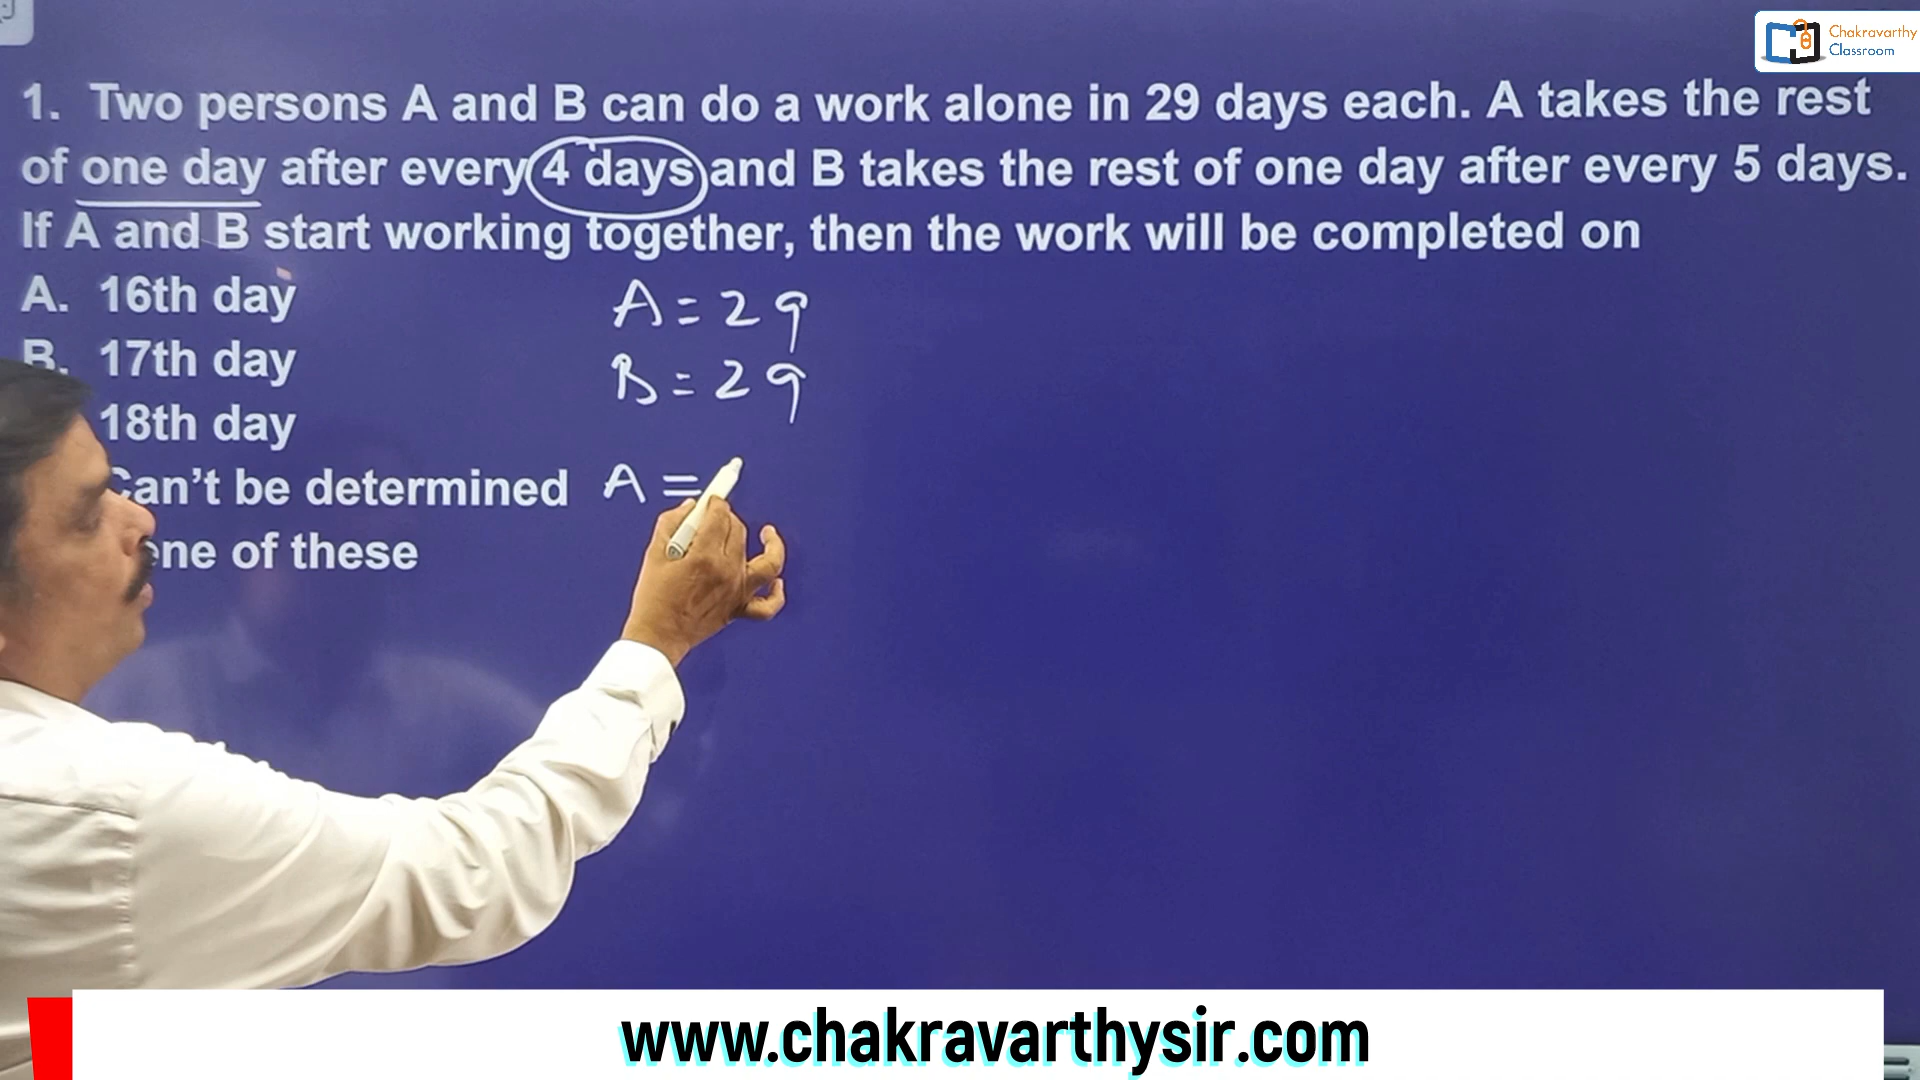 Chakravarthy
Classroom
1. Two persons A and B can do a work alone in 29 days each. A takes the rest
of one day after every 4 days and B takes the rest of one day after every 5 days.
If A and B start working together, then the work will be completed on
A. 16th day
B. 17th day
18th day
Can't be determined
ne of these
A = 29
B = 29
A =
www.chakravarthysir.com